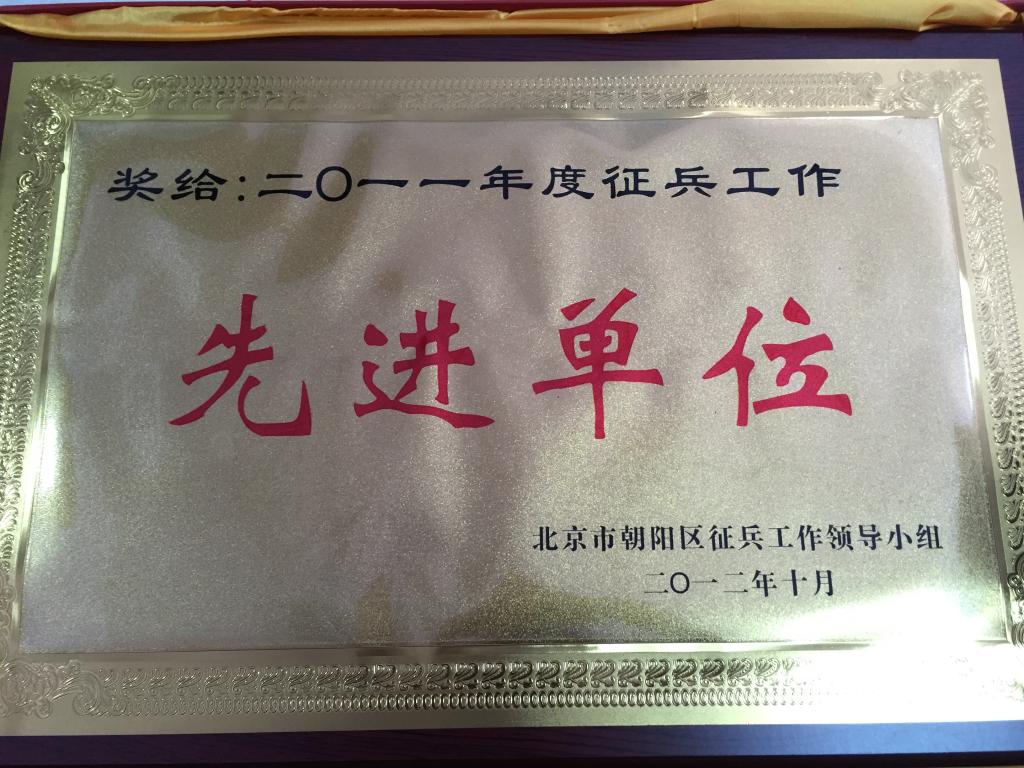 奖给:二〇一一年度征兵工作
先进单位
北京市朝阳区征兵工作领导小组
二〇一二年十月